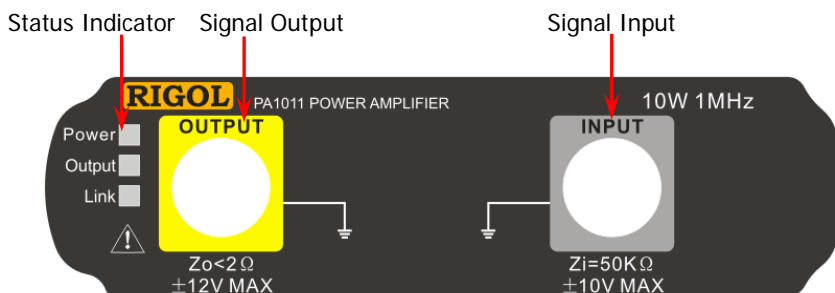 Status Indicator Signal Output Signal Input
RIGOL PA1011 POWER AMPLIFIER 10W 1MHz
Power OUTPUT INPUT
Output
Link
Zo<2Ω Zi=50KΩ
±12V MAX ±10V MAX